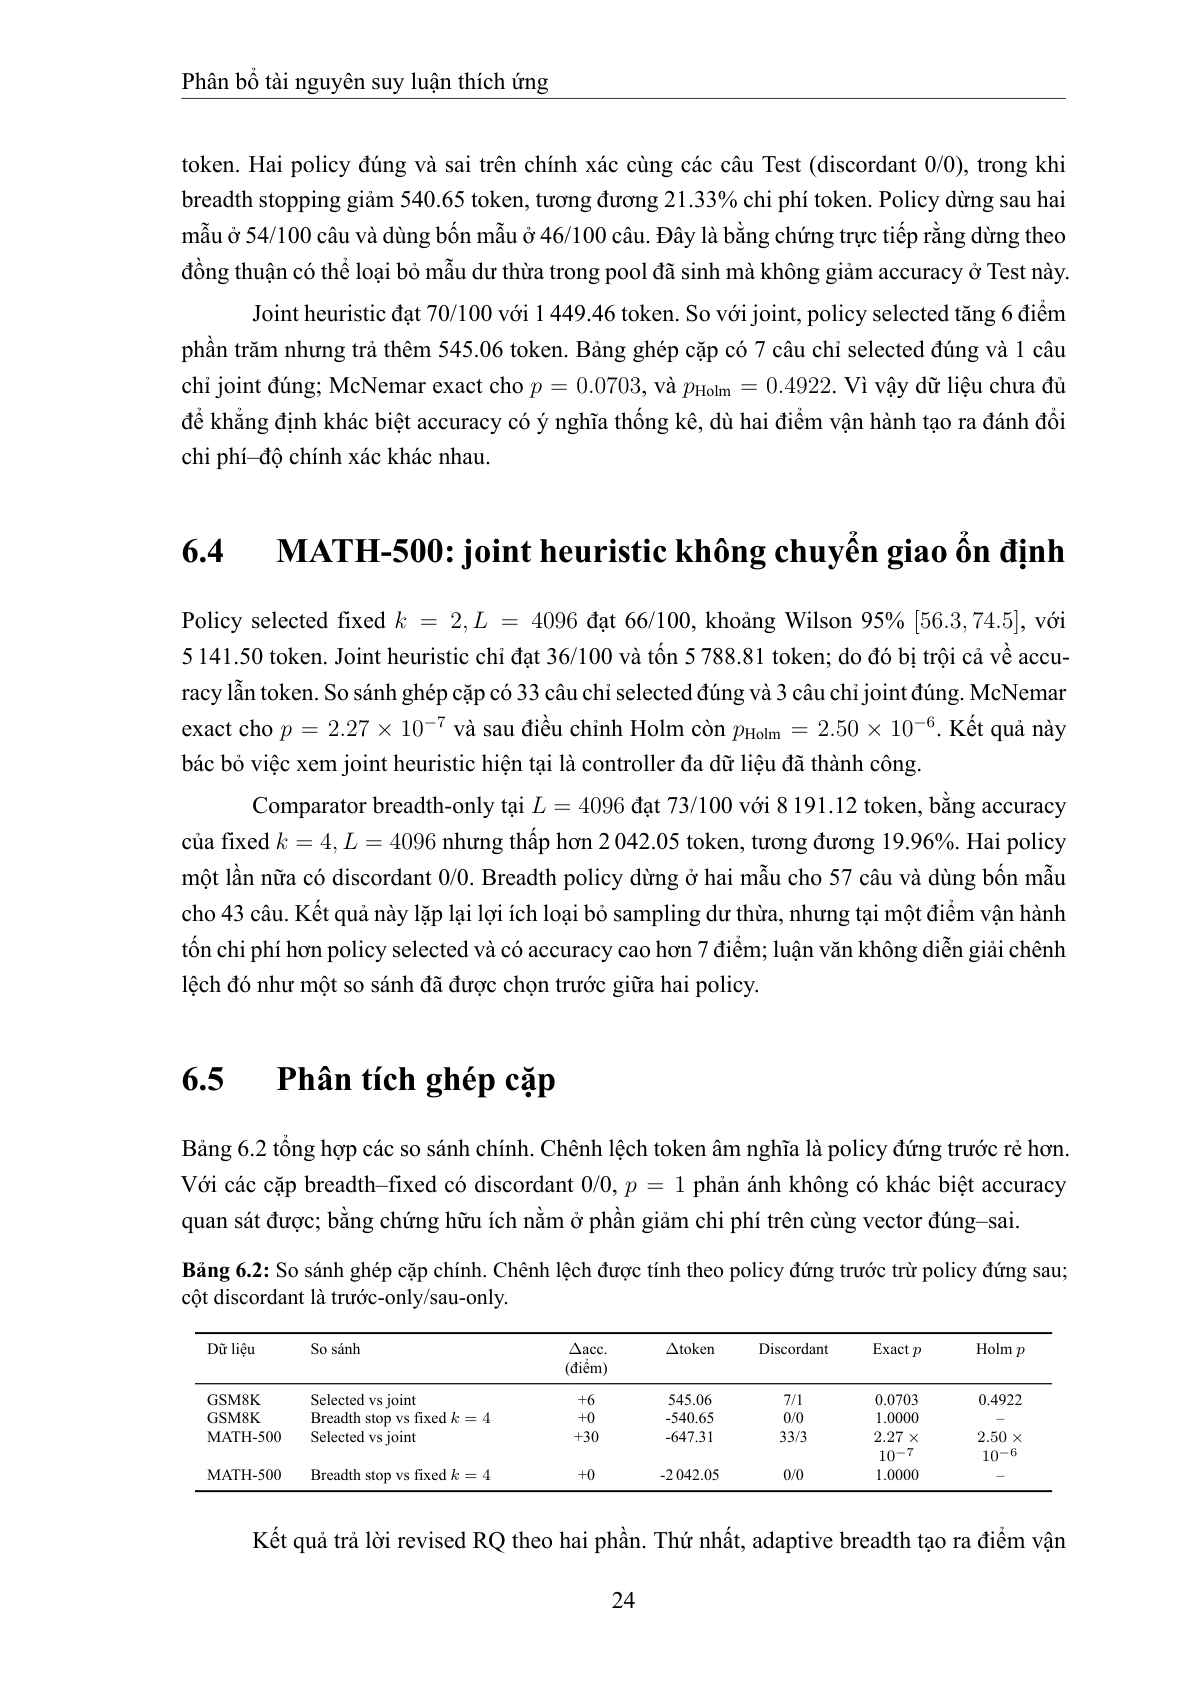 Phân bổ tài nguyên suy luận thích ứng
token. Hai policy đúng và sai trên chính xác cùng các câu Test (discordant 0/0), trong khi
breadth stopping giảm 540.65 token, tương đương 21.33% chi phí token. Policy dừng sau hai
mẫu ở 54/100 câu và dùng bốn mẫu ở 46/100 câu. Đây là bằng chứng trực tiếp rằng dừng theo
đồng thuận có thể loại bỏ mẫu dư thừa trong pool đã sinh mà không giảm accuracy ở Test này.
Joint heuristic đạt 70/100 với 1 449.46 token. So với joint, policy selected tăng 6 điểm
phần trăm nhưng trả thêm 545.06 token. Bảng ghép cặp có 7 câu chỉ selected đúng và 1 câu
chỉ joint đúng; McNemar exact cho p = 0.0703, và pHolm = 0.4922. Vì vậy dữ liệu chưa đủ
để khẳng định khác biệt accuracy có ý nghĩa thống kê, dù hai điểm vận hành tạo ra đánh đổi
chi phí–độ chính xác khác nhau.
6.4 MATH-500: joint heuristic không chuyển giao ổn định
Policy selected fixed k = 2, L = 4096 đạt 66/100, khoảng Wilson 95% [56.3, 74.5], với
5 141.50 token. Joint heuristic chỉ đạt 36/100 và tốn 5 788.81 token; do đó bị trội cả về accu-
racy lẫn token. So sánh ghép cặp có 33 câu chỉ selected đúng và 3 câu chỉ joint đúng. McNemar
exact cho p = 2.27 × 10⁻⁷ và sau điều chỉnh Holm còn pHolm = 2.50 × 10⁻⁶. Kết quả này
bác bỏ việc xem joint heuristic hiện tại là controller đa dữ liệu đã thành công.
Comparator breadth-only tại L = 4096 đạt 73/100 với 8 191.12 token, bằng accuracy
của fixed k = 4, L = 4096 nhưng thấp hơn 2 042.05 token, tương đương 19.96%. Hai policy
một lần nữa có discordant 0/0. Breadth policy dừng ở hai mẫu cho 57 câu và dùng bốn mẫu
cho 43 câu. Kết quả này lặp lại lợi ích loại bỏ sampling dư thừa, nhưng tại một điểm vận hành
tốn chi phí hơn policy selected và có accuracy cao hơn 7 điểm; luận văn không diễn giải chênh
lệch đó như một so sánh đã được chọn trước giữa hai policy.
6.5 Phân tích ghép cặp
Bảng 6.2 tổng hợp các so sánh chính. Chênh lệch token âm nghĩa là policy đứng trước rẻ hơn.
Với các cặp breadth–fixed có discordant 0/0, p = 1 phản ánh không có khác biệt accuracy
quan sát được; bằng chứng hữu ích nằm ở phần giảm chi phí trên cùng vector đúng–sai.
Bảng 6.2: So sánh ghép cặp chính. Chênh lệch được tính theo policy đứng trước trừ policy đứng sau;
cột discordant là trước-only/sau-only.
Dữ liệu So sánh Δacc. Δtoken Discordant Exact p Holm p
(điểm)
GSM8K Selected vs joint +6 545.06 7/1 0.0703 0.4922
GSM8K Breadth stop vs fixed k = 4 +0 -540.65 0/0 1.0000 –
MATH-500 Selected vs joint +30 -647.31 33/3 2.27 × 2.50 ×
10⁻⁷ 10⁻⁶
MATH-500 Breadth stop vs fixed k = 4 +0 -2 042.05 0/0 1.0000 –
Kết quả trả lời revised RQ theo hai phần. Thứ nhất, adaptive breadth tạo ra điểm vận
24